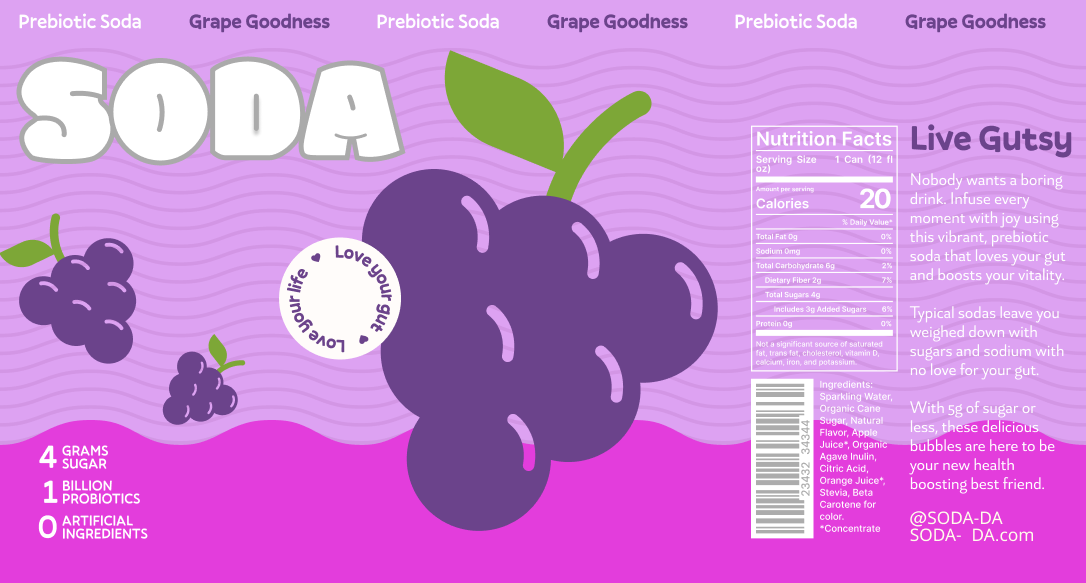 Prebiotic Soda Grape Goodness Prebiotic Soda Grape Goodness Prebiotic Soda Grape Goodness
SODA
Love your gut ♥ Love your life ♥
4 GRAMS
SUGAR
1 BILLION
PROBIOTICS
0 ARTIFICIAL
INGREDIENTS
Nutrition Facts
Serving Size 1 Can (12 fl
oz)
Amount per serving
Calories 20
% Daily Value*
Total Fat 0g 0%
Sodium 0mg 0%
Total Carbohydrate 6g 2%
Dietary Fiber 2g 7%
Total Sugars 4g
Includes 3g Added Sugars 6%
Protein 0g 0%
Not a significant source of saturated
fat, trans fat, cholesterol, vitamin D,
calcium, iron, and potassium.
23432 34344
Ingredients:
Sparkling Water,
Organic Cane
Sugar, Natural
Flavor, Apple
Juice*, Organic
Agave Inulin,
Citric Acid,
Orange Juice*,
Stevia, Beta
Carotene for
color.
*Concentrate
Live Gutsy
Nobody wants a boring
drink. Infuse every
moment with joy using
this vibrant, prebiotic
soda that loves your gut
and boosts your vitality.
Typical sodas leave you
weighed down with
sugars and sodium with
no love for your gut.
With 5g of sugar or
less, these delicious
bubbles are here to be
your new health
boosting best friend.
@SODA-DA
SODA- DA.com